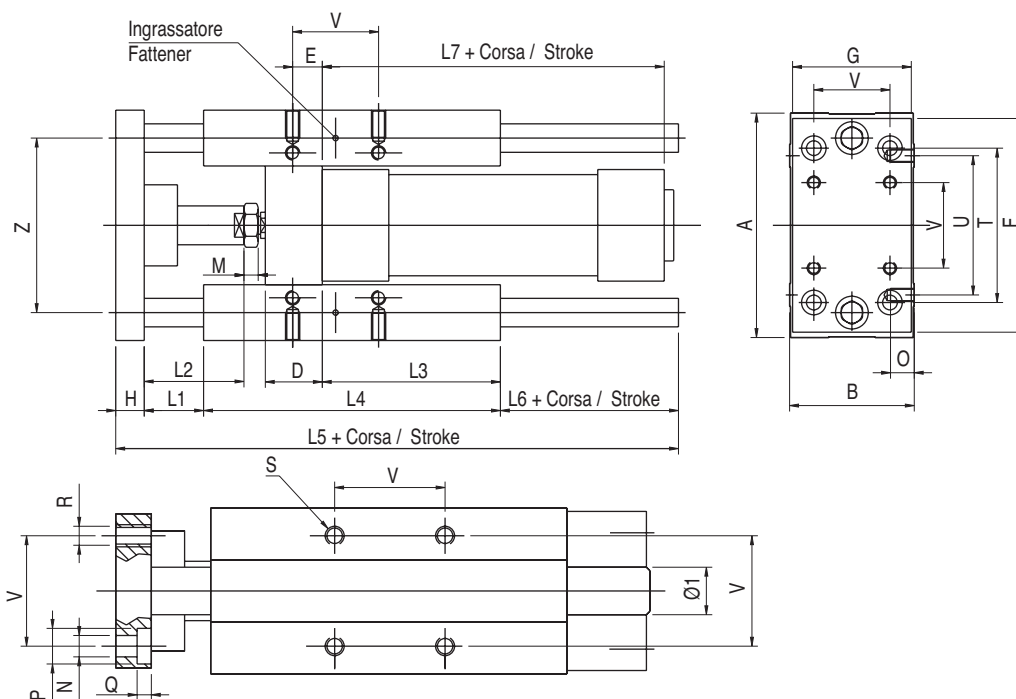 Ingrassatore
Fattener
V
E
L7 + Corsa / Stroke
Z
M
L2
D
L3
H
L1
L4
L6 + Corsa / Stroke
L5 + Corsa / Stroke
G
V
A
V
U
T
F
O
B
S
V
R
V
P
N
Q
Ø1
V